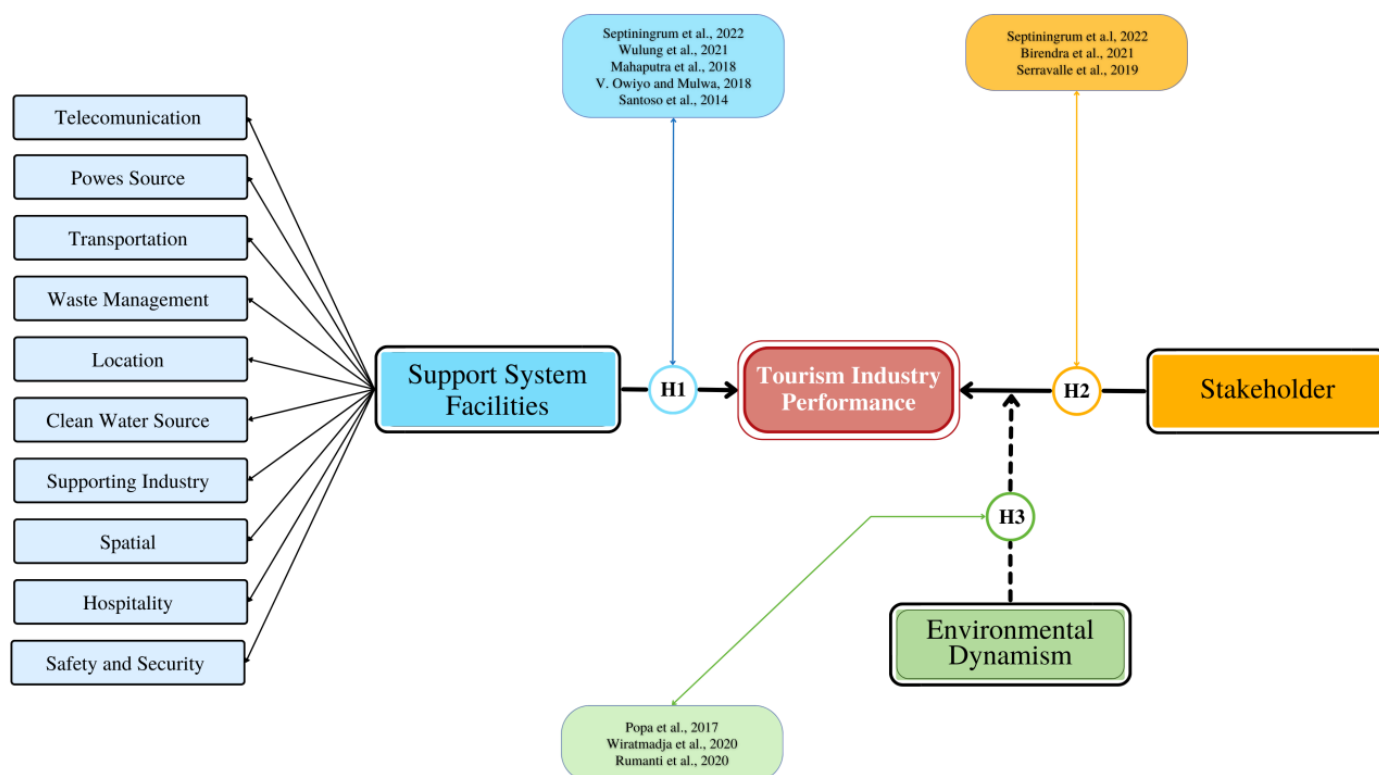 Septiningrum et al., 2022
Wulung et al., 2021
Mahaputra et al., 2018
V. Owiyo and Mulwa, 2018
Santoso et al., 2014
Septiningrum et a.l, 2022
Birendra et al., 2021
Serravalle et al., 2019
Telecomunication
Powes Source
Transportation
Waste Management
Location
Clean Water Source
Supporting Industry
Spatial
Hospitality
Safety and Security
Support System
Facilities
H1
Tourism Industry
Performance
H2
Stakeholder
H3
Environmental
Dynamism
Popa et al., 2017
Wiratmadja et al., 2020
Rumanti et al., 2020